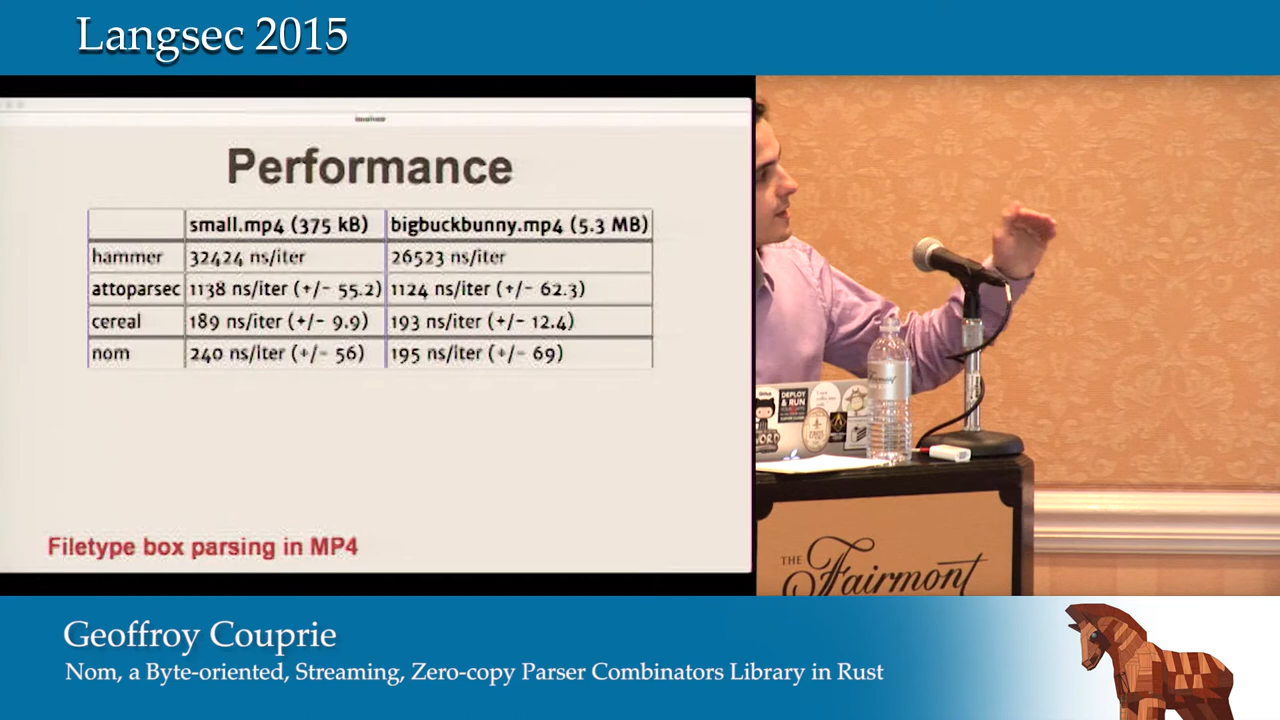 Langsec 2015
Performance
small.mp4 (375 kB) bigbuckbunny.mp4 (5.3 MB)
hammer 32424 ns/iter 26523 ns/iter
attoparsec 1138 ns/iter (+/- 55.2) 1124 ns/iter (+/- 62.3)
cereal 189 ns/iter (+/- 9.9) 193 ns/iter (+/- 12.4)
nom 240 ns/iter (+/- 56) 195 ns/iter (+/- 69)
Filetype box parsing in MP4
DEPLOY
& RUN
Fairmont
THE
Fairmont
Geoffroy Couprie
Nom, a Byte-oriented, Streaming, Zero-copy Parser Combinators Library in Rust